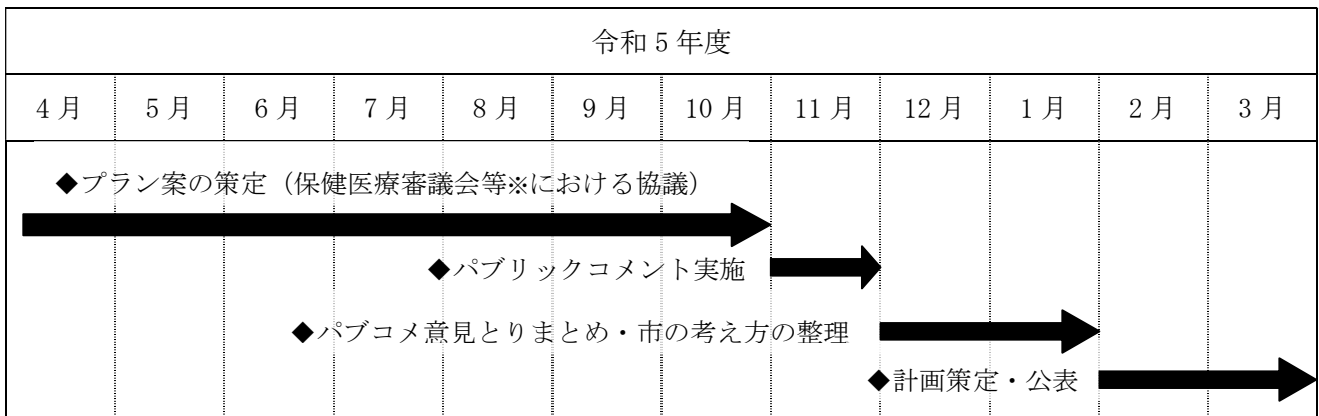 令和5年度
4月 5月 6月 7月 8月 9月 10月 11月 12月 1月 2月 3月
◆プラン案の策定（保健医療審議会等※における協議）
◆パブリックコメント実施
◆パブコメ意見とりまとめ・市の考え方の整理
◆計画策定・公表